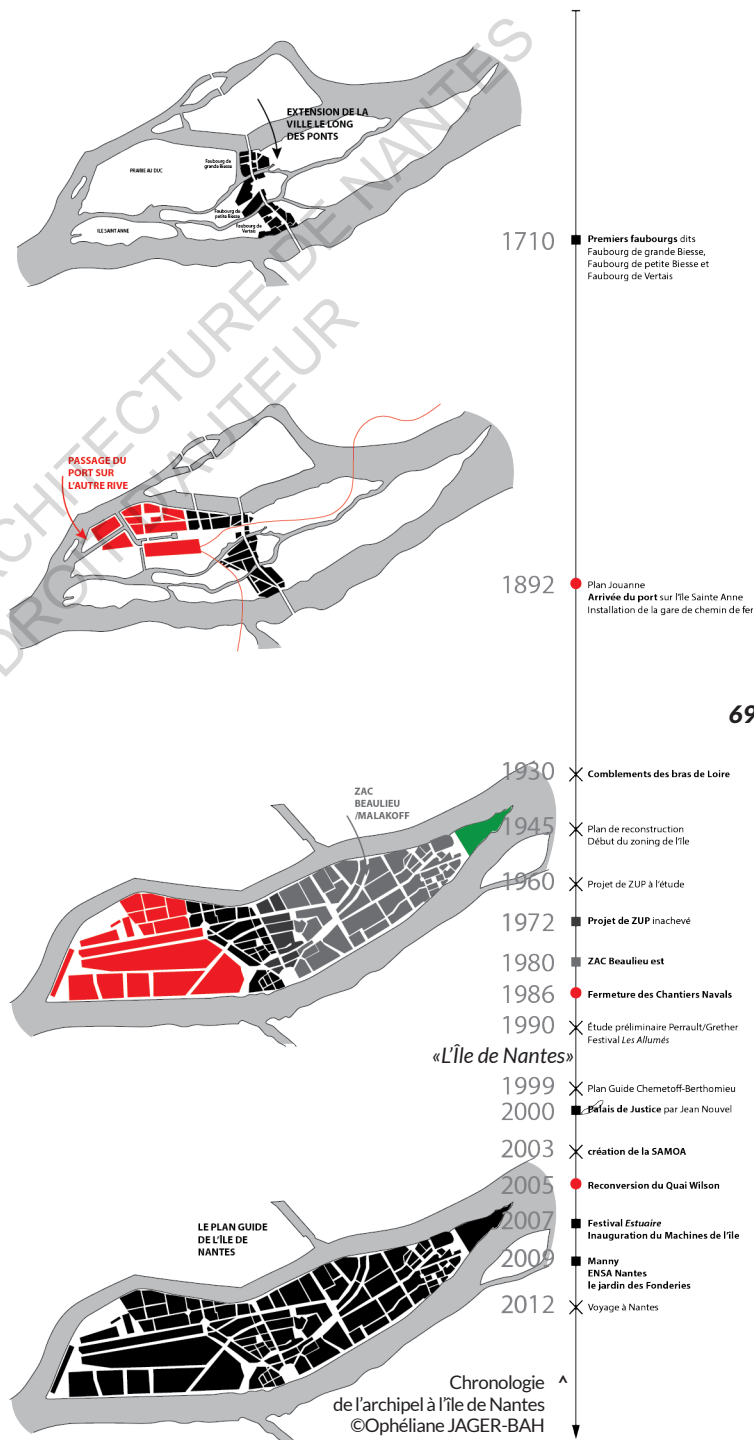 EXTENSION DE LA
VILLE LE LONG
DES PONTS
Faubourg de
grande Biesse
PRAIRIE AU DUC
Faubourg de
petite Biesse
Faubourg de
Vertais
ILE SAINT ANNE
1710
Premiers faubourgs dits
Faubourg de grande Biesse,
Faubourg de petite Biesse et
Faubourg de Vertais
PASSAGE DU
PORT SUR
L'AUTRE RIVE
1892
Plan Jouanne
Arrivée du port sur l'île Sainte Anne
Installation de la gare de chemin de fer
69
ZAC
BEAULIEU
/MALAKOFF
1930
Comblements des bras de Loire
1945
Plan de reconstruction
Début du zoning de l'île
1960
Projet de ZUP à l'étude
1972
Projet de ZUP inachevé
1980
ZAC Beaulieu est
1986
Fermeture des Chantiers Navals
1990
Étude préliminaire Perrault/Grether
Festival Les Allumés
«L'Île de Nantes»
1999
Plan Guide Chemetoff-Berthomieu
2000
Palais de Justice par Jean Nouvel
2003
création de la SAMOA
2005
Reconversion du Quai Wilson
LE PLAN GUIDE
DE L'ÎLE DE
NANTES
2007
Festival Estuaire
Inauguration du Machines de l'île
2009
Manny
ENSA Nantes
le jardin des Fonderies
2012
Voyage à Nantes
Chronologie ^
de l'archipel à l'île de Nantes
©Ophéliane JAGER-BAH
ARCHITECTURE DE NANTES
DROIT D'AUTEUR